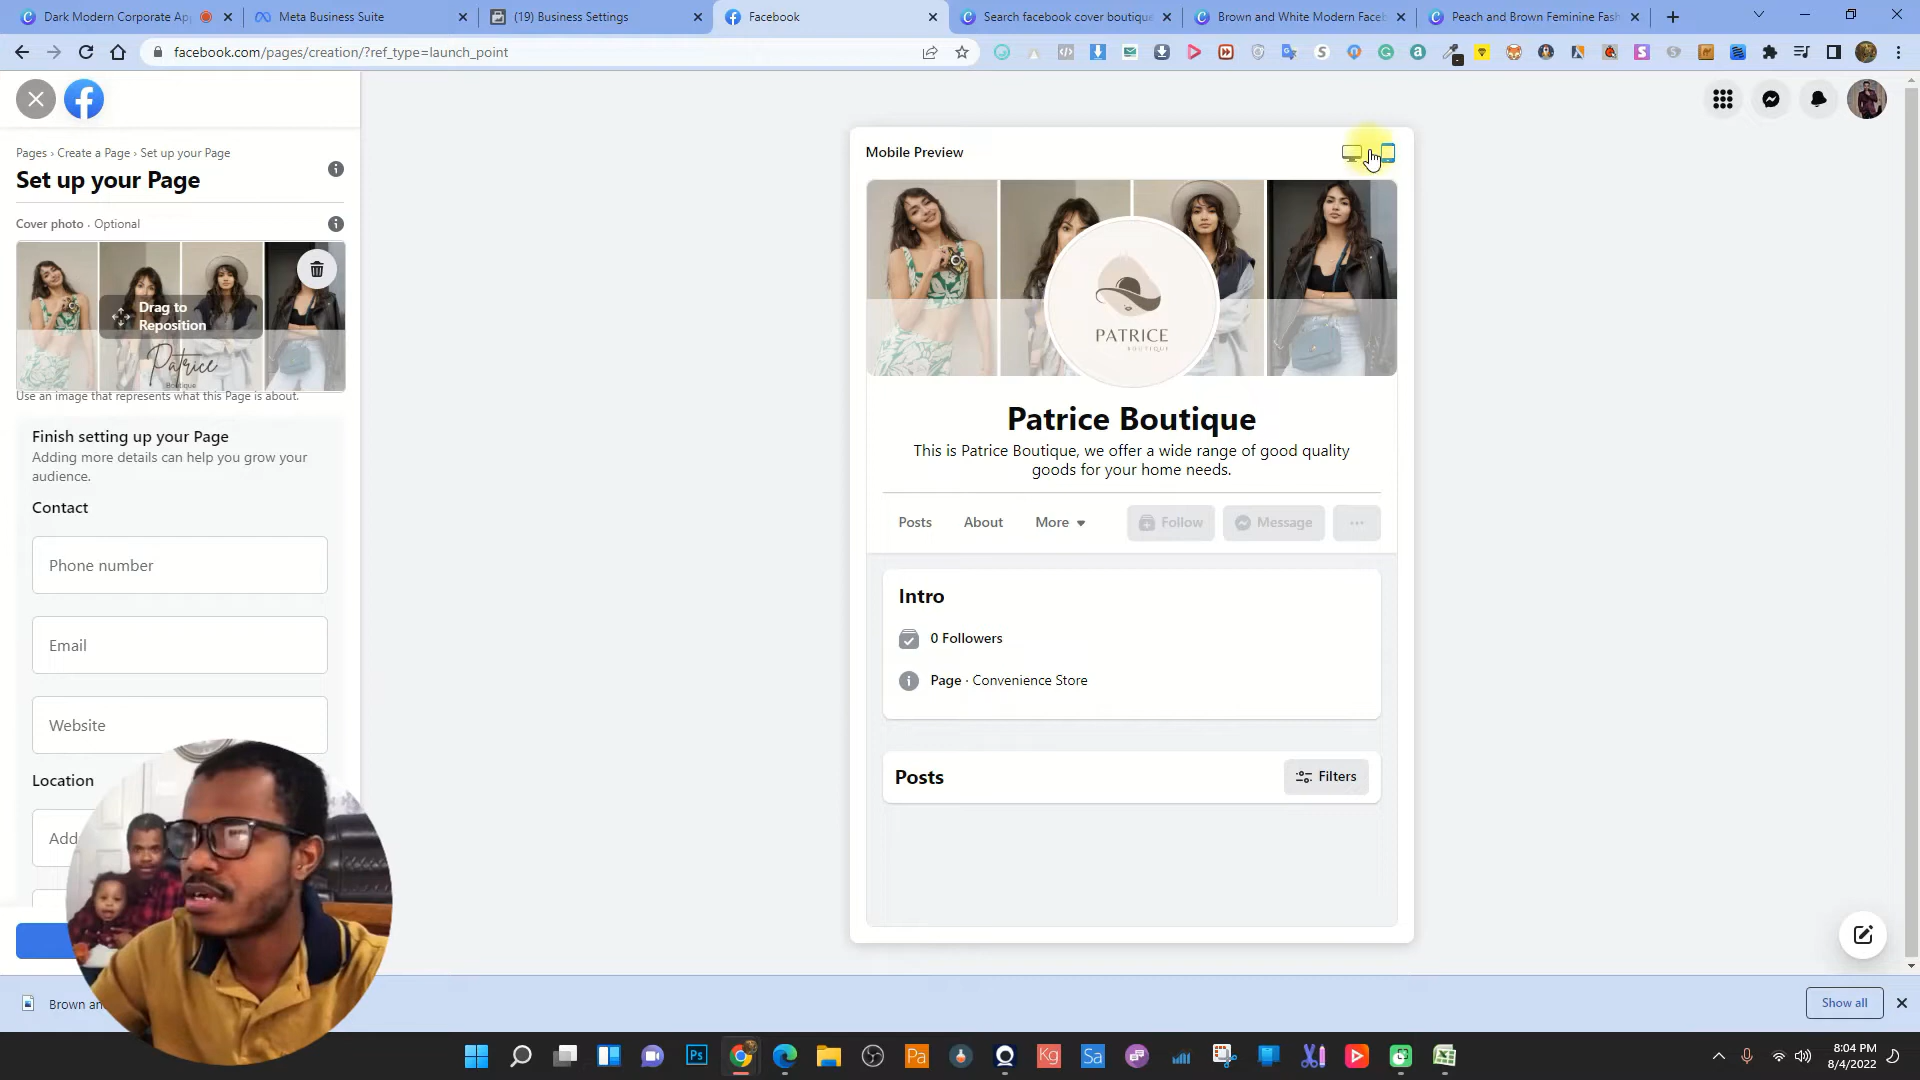 Dark Modern Corporate Ap
Meta Business Suite
(19) Business Settings
Facebook
Search facebook cover boutique
Brown and White Modern Faceb
Peach and Brown Feminine Fash
facebook.com/pages/creation/?ref_type=launch_point
Pages › Create a Page › Set up your Page
Set up your Page
Cover photo · Optional
Drag to
Reposition
Patrice
Boutique
Use an image that represents what this Page is about.
Finish setting up your Page
Adding more details can help you grow your
audience.
Contact
Phone number
Email
Website
Location
Add
Mobile Preview
PATRICE
BOUTIQUE
Patrice Boutique
This is Patrice Boutique, we offer a wide range of good quality
goods for your home needs.
Posts About More Follow Message
Intro
0 Followers
Page · Convenience Store
Posts Filters
Brown an
Show all
Ps
Pa
Kg
Sa
8:04 PM
8/4/2022